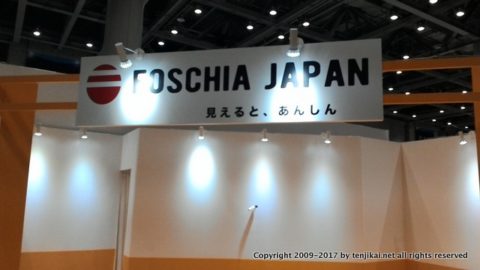 FOSCHIA JAPAN
見えると、あんしん
Copyright 2009-2017 by tenjikai.net all rights reserved